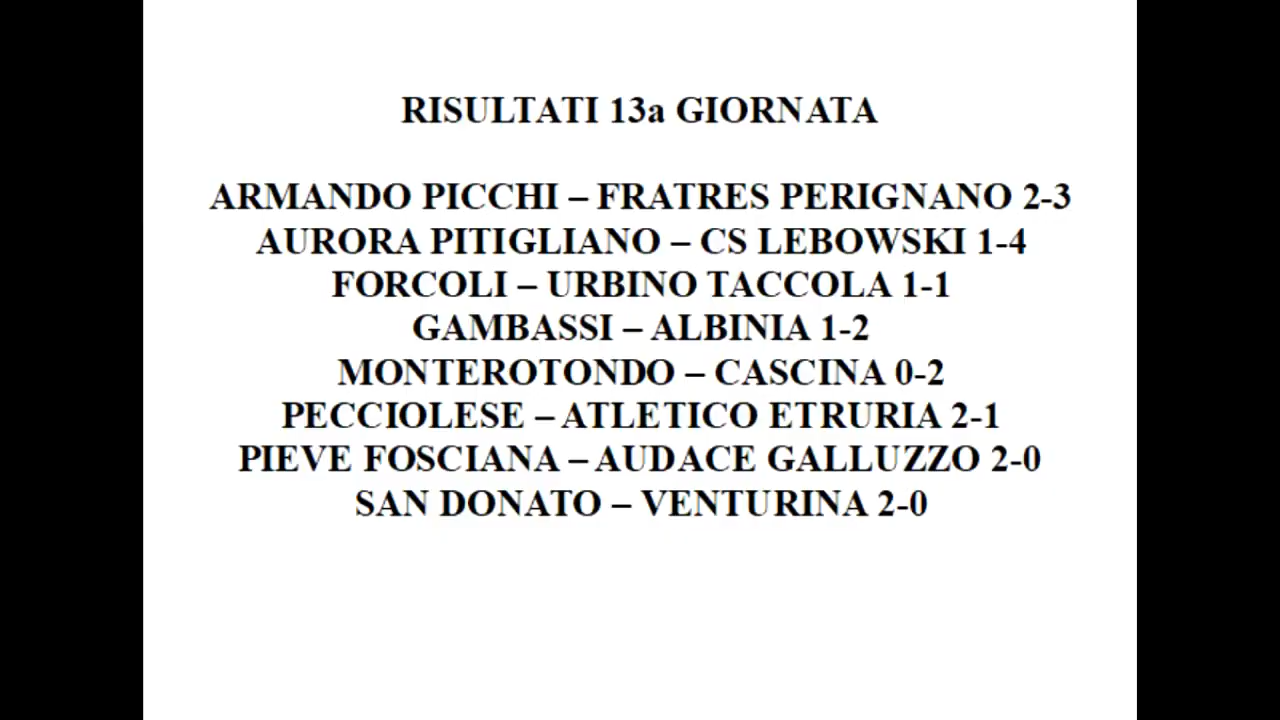 RISULTATI 13a GIORNATA
ARMANDO PICCHI – FRATRES PERIGNANO 2-3
AURORA PITIGLIANO – CS LEBOWSKI 1-4
FORCOLI – URBINO TACCOLA 1-1
GAMBASSI – ALBINIA 1-2
MONTEROTONDO – CASCINA 0-2
PECCIOLESE – ATLETICO ETRURIA 2-1
PIEVE FOSCIANA – AUDACE GALLUZZO 2-0
SAN DONATO – VENTURINA 2-0